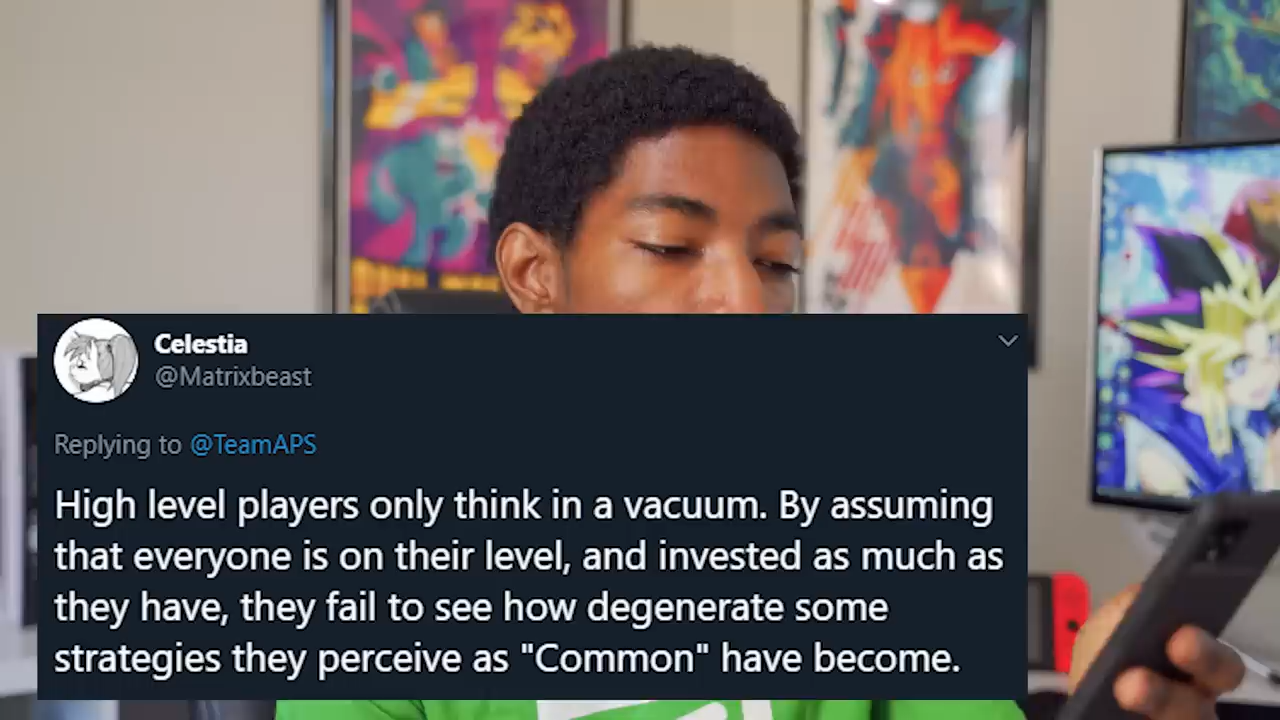 Celestia
@Matrixbeast
Replying to @TeamAPS
High level players only think in a vacuum. By assuming
that everyone is on their level, and invested as much as
they have, they fail to see how degenerate some
strategies they perceive as "Common" have become.